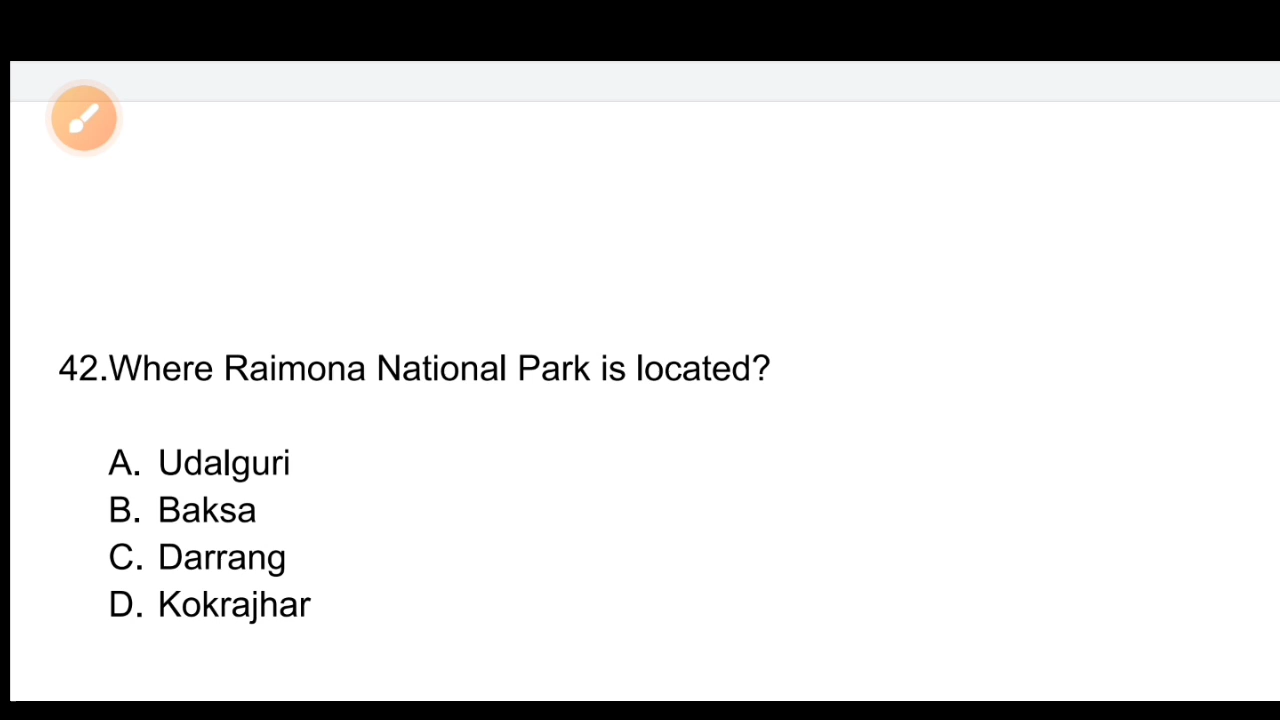 42.Where Raimona National Park is located?
A. Udalguri
B. Baksa
C. Darrang
D. Kokrajhar